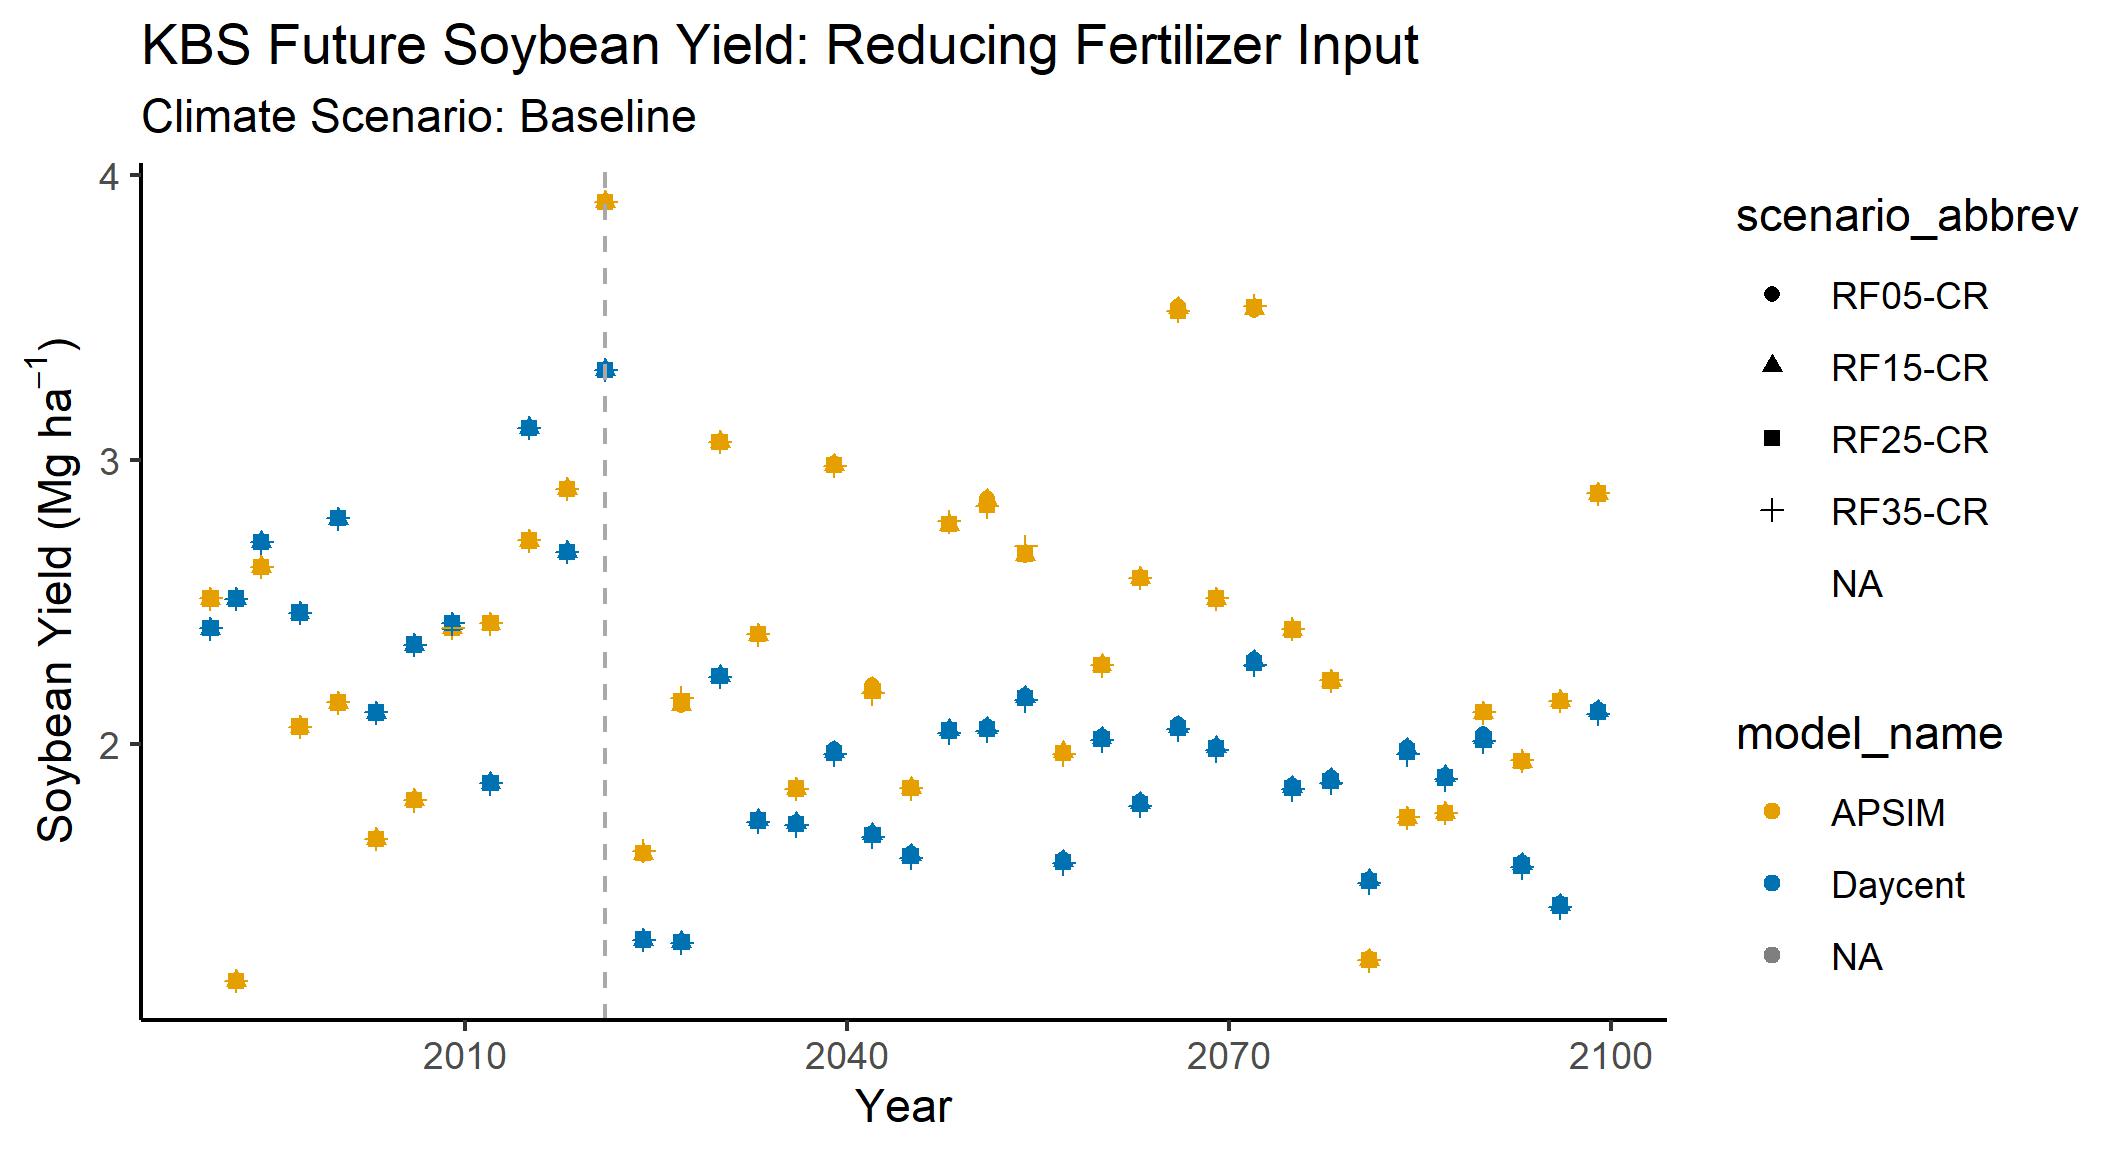 KBS Future Soybean Yield: Reducing Fertilizer Input
Climate Scenario: Baseline
Soybean Yield (Mg ha⁻¹)
4
3
2
2010
2040
2070
2100
Year
scenario_abbrev
RF05-CR
RF15-CR
RF25-CR
RF35-CR
NA
model_name
APSIM
Daycent
NA